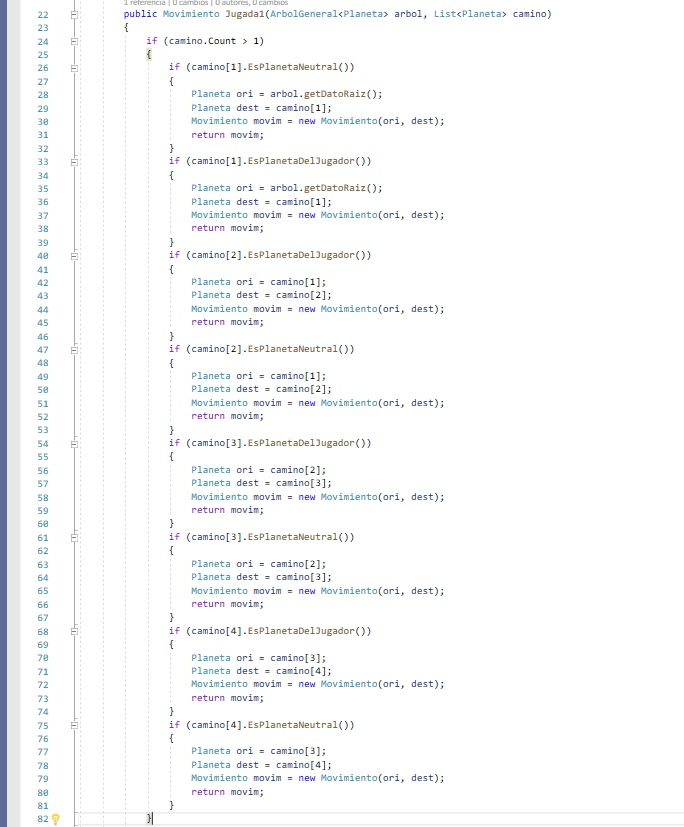 1 referencia | 0 cambios | 0 autores, 0 cambios
22 public Movimiento Jugada1(ArbolGeneral<Planeta> arbol, List<Planeta> camino)
23 {
24 if (camino.Count > 1)
25 {
26 if (camino[1].EsPlanetaNeutral())
27 {
28 Planeta ori = arbol.getDatoRaiz();
29 Planeta dest = camino[1];
30 Movimiento movim = new Movimiento(ori, dest);
31 return movim;
32 }
33 if (camino[1].EsPlanetaDelJugador())
34 {
35 Planeta ori = arbol.getDatoRaiz();
36 Planeta dest = camino[1];
37 Movimiento movim = new Movimiento(ori, dest);
38 return movim;
39 }
40 if (camino[2].EsPlanetaDelJugador())
41 {
42 Planeta ori = camino[1];
43 Planeta dest = camino[2];
44 Movimiento movim = new Movimiento(ori, dest);
45 return movim;
46 }
47 if (camino[2].EsPlanetaNeutral())
48 {
49 Planeta ori = camino[1];
50 Planeta dest = camino[2];
51 Movimiento movim = new Movimiento(ori, dest);
52 return movim;
53 }
54 if (camino[3].EsPlanetaDelJugador())
55 {
56 Planeta ori = camino[2];
57 Planeta dest = camino[3];
58 Movimiento movim = new Movimiento(ori, dest);
59 return movim;
60 }
61 if (camino[3].EsPlanetaNeutral())
62 {
63 Planeta ori = camino[2];
64 Planeta dest = camino[3];
65 Movimiento movim = new Movimiento(ori, dest);
66 return movim;
67 }
68 if (camino[4].EsPlanetaDelJugador())
69 {
70 Planeta ori = camino[3];
71 Planeta dest = camino[4];
72 Movimiento movim = new Movimiento(ori, dest);
73 return movim;
74 }
75 if (camino[4].EsPlanetaNeutral())
76 {
77 Planeta ori = camino[3];
78 Planeta dest = camino[4];
79 Movimiento movim = new Movimiento(ori, dest);
80 return movim;
81 }
82 }